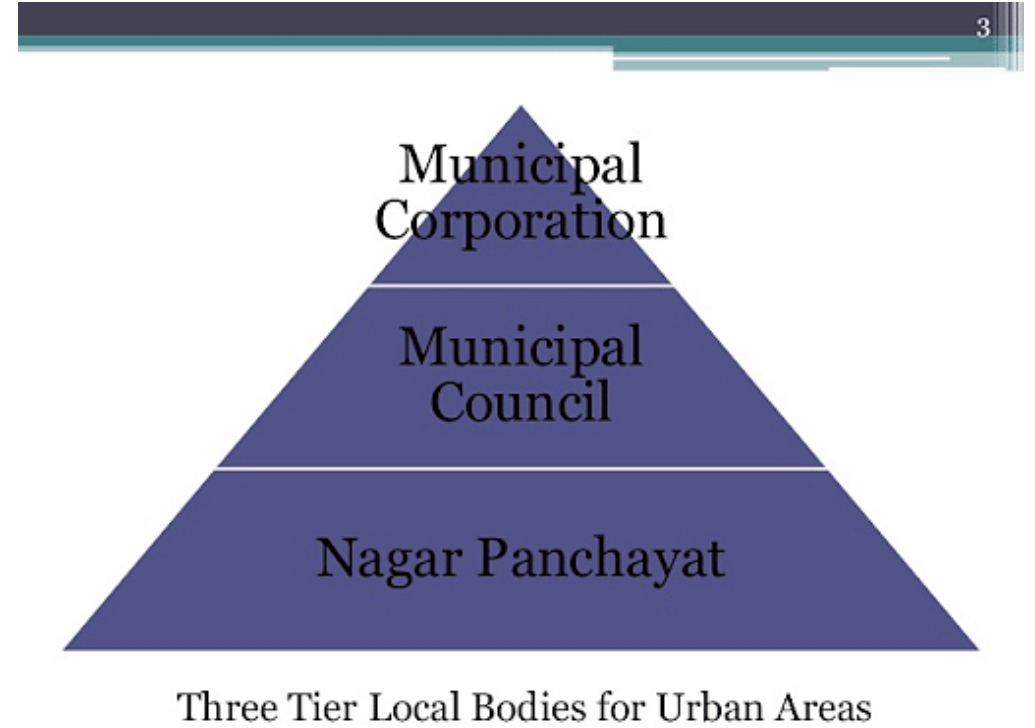 3
Municipal
Corporation
Municipal
Council
Nagar Panchayat
Three Tier Local Bodies for Urban Areas